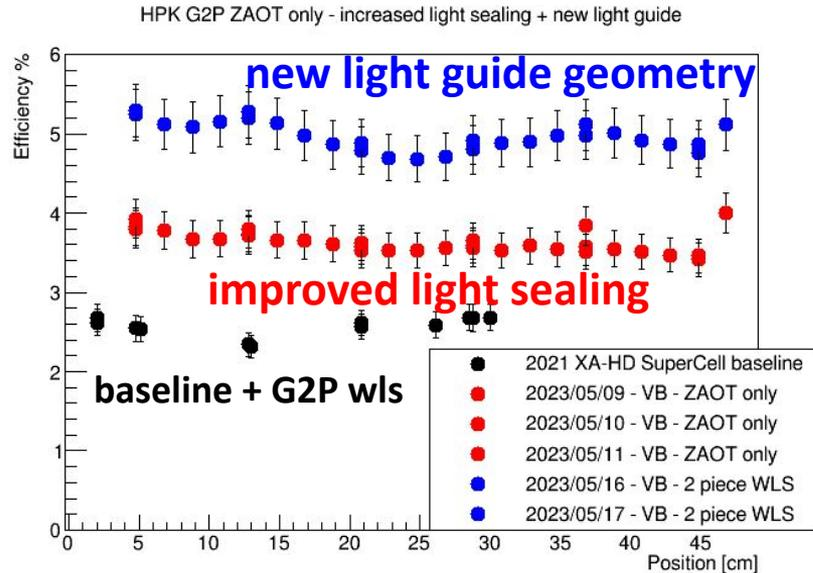 HPK G2P ZAOT only - increased light sealing + new light guide
Efficiency %
6
5
4
3
2
1
0
new light guide geometry
improved light sealing
baseline + G2P wls
2021 XA-HD SuperCell baseline
2023/05/09 - VB - ZAOT only
2023/05/10 - VB - ZAOT only
2023/05/11 - VB - ZAOT only
2023/05/16 - VB - 2 piece WLS
2023/05/17 - VB - 2 piece WLS
0 5 10 15 20 25 30 35 40 45
Position [cm]